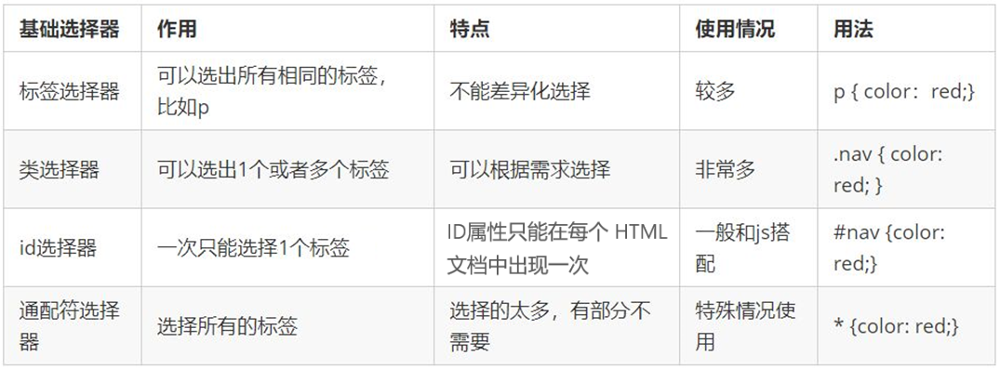 基础选择器 作用 特点 使用情况 用法
标签选择器 可以选出所有相同的标签，
比如p 不能差异化选择 较多 p { color：red;}
类选择器 可以选出1个或者多个标签 可以根据需求选择 非常多 .nav { color:
red; }
id选择器 一次只能选择1个标签 ID属性只能在每个 HTML
文档中出现一次 一般和js搭
配 #nav {color:
red;}
通配符选择
器 选择所有的标签 选择的太多，有部分不
需要 特殊情况使
用 * {color: red;}